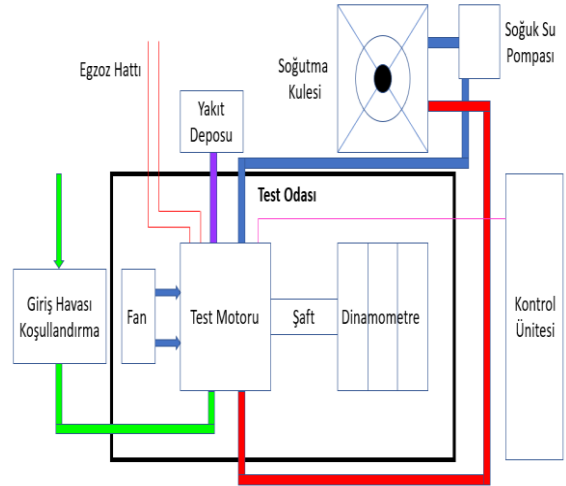 Soğuk Su
Pompası
Soğutma
Kulesi
Egzoz Hattı
Yakıt
Deposu
Test Odası
Giriş Havası
Koşullandırma
Fan
Test Motoru
Şaft
Dinamometre
Kontrol
Ünitesi